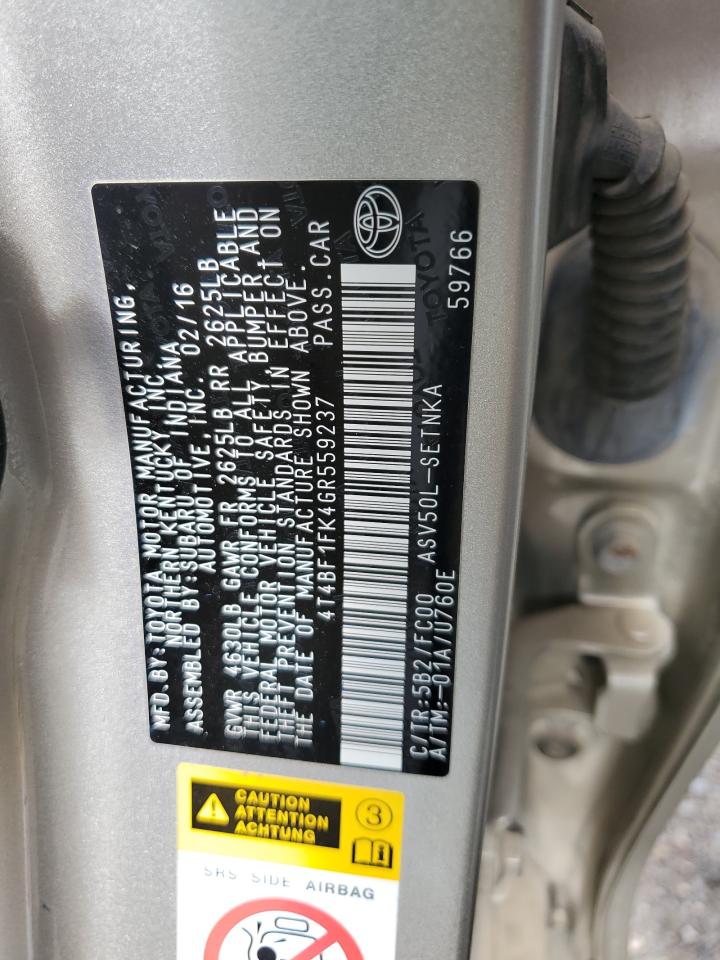 MFD.BY:TOYOTA MOTOR MANUFACTURING,
NORTHERN KENTUCKY, INC.
ASSEMBLED BY:SUBARU OF INDIANA
AUTOMOTIVE, INC. 02/16
GVWR 4630LB GAWR FR 2625LB RR 2625LB
THIS VEHICLE CONFORMS TO ALL APPLICABLE
FEDERAL MOTOR VEHICLE SAFETY, BUMPER AND
THEFT PREVENTION STANDARDS IN EFFECT ON
THE DATE OF MANUFACTURE SHOWN ABOVE.
4T4BF1FK4GR559237 PASS.CAR
TOYOTA
C/TR:5B2/FC00 ASV50L-SETNKA 59766
A/TM:-01A/U760E
CAUTION
ATTENTION
ACHTUNG
3
SRS SIDE AIRBAG